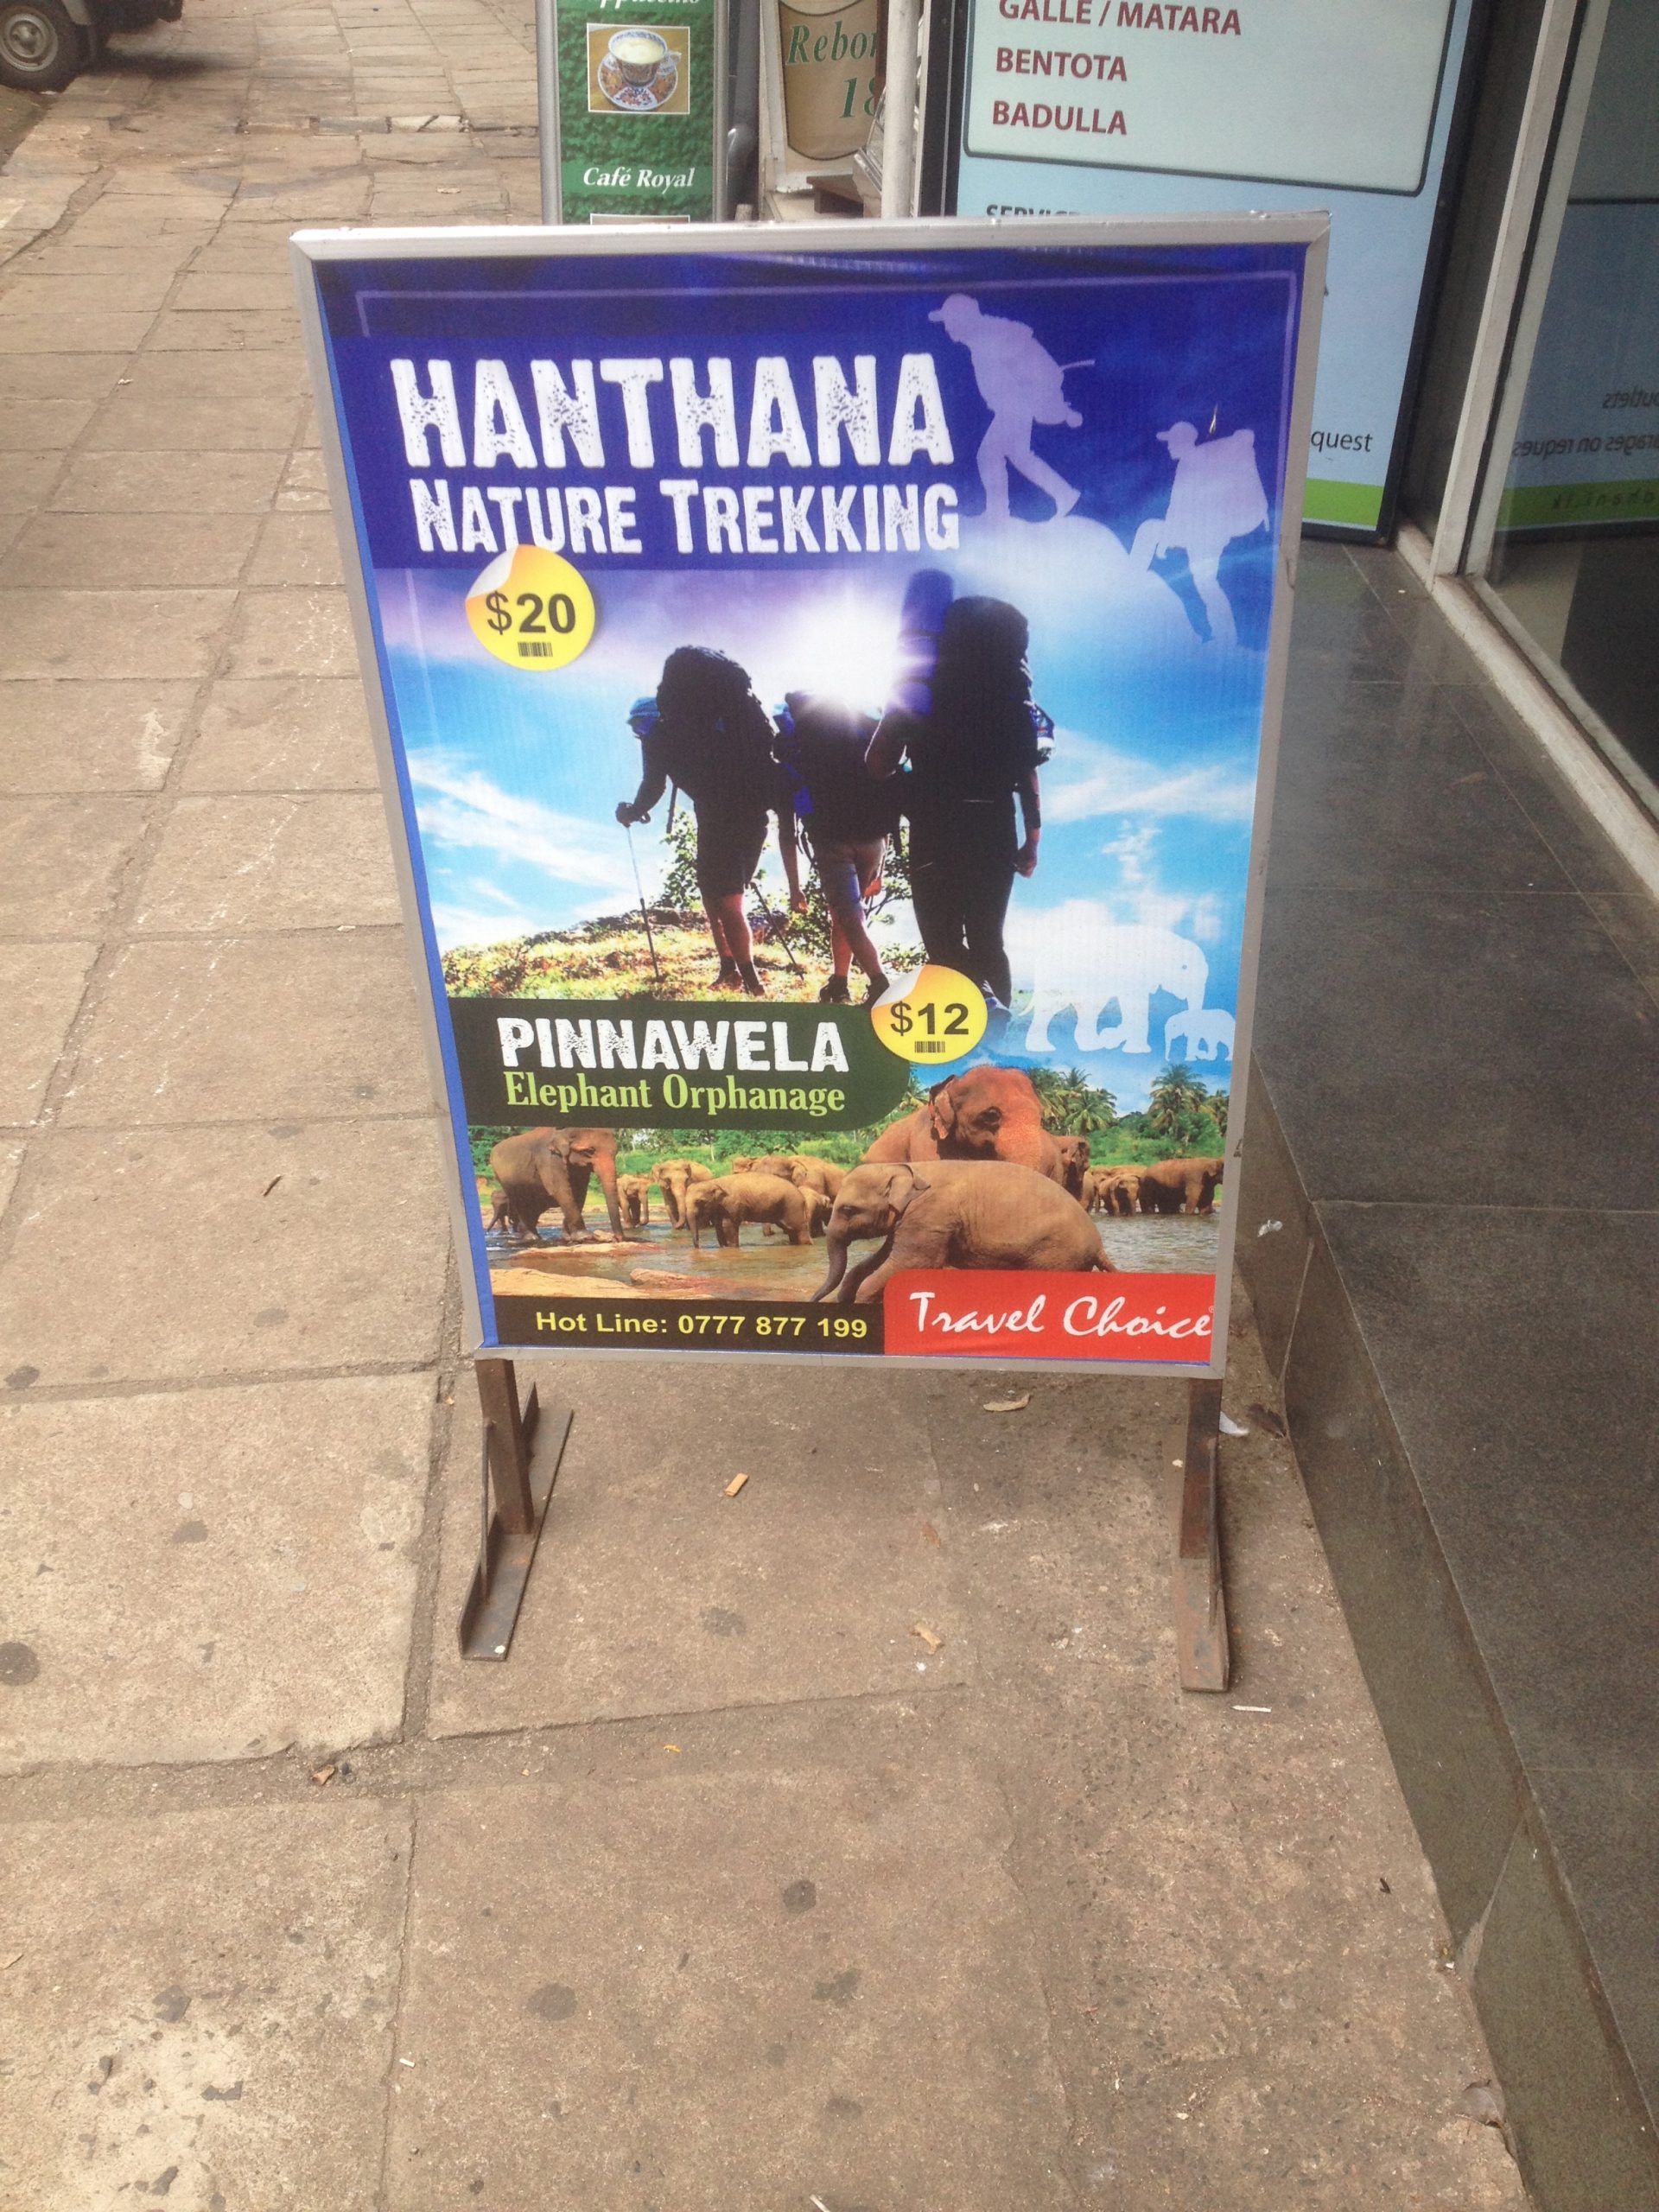 Café Royal
GALLE / MATARA
BENTOTA
BADULLA
HANTHANA
NATURE TREKKING
$20
$12
PINNAWELA
Elephant Orphanage
Hot Line: 0777 877 199
Travel Choice